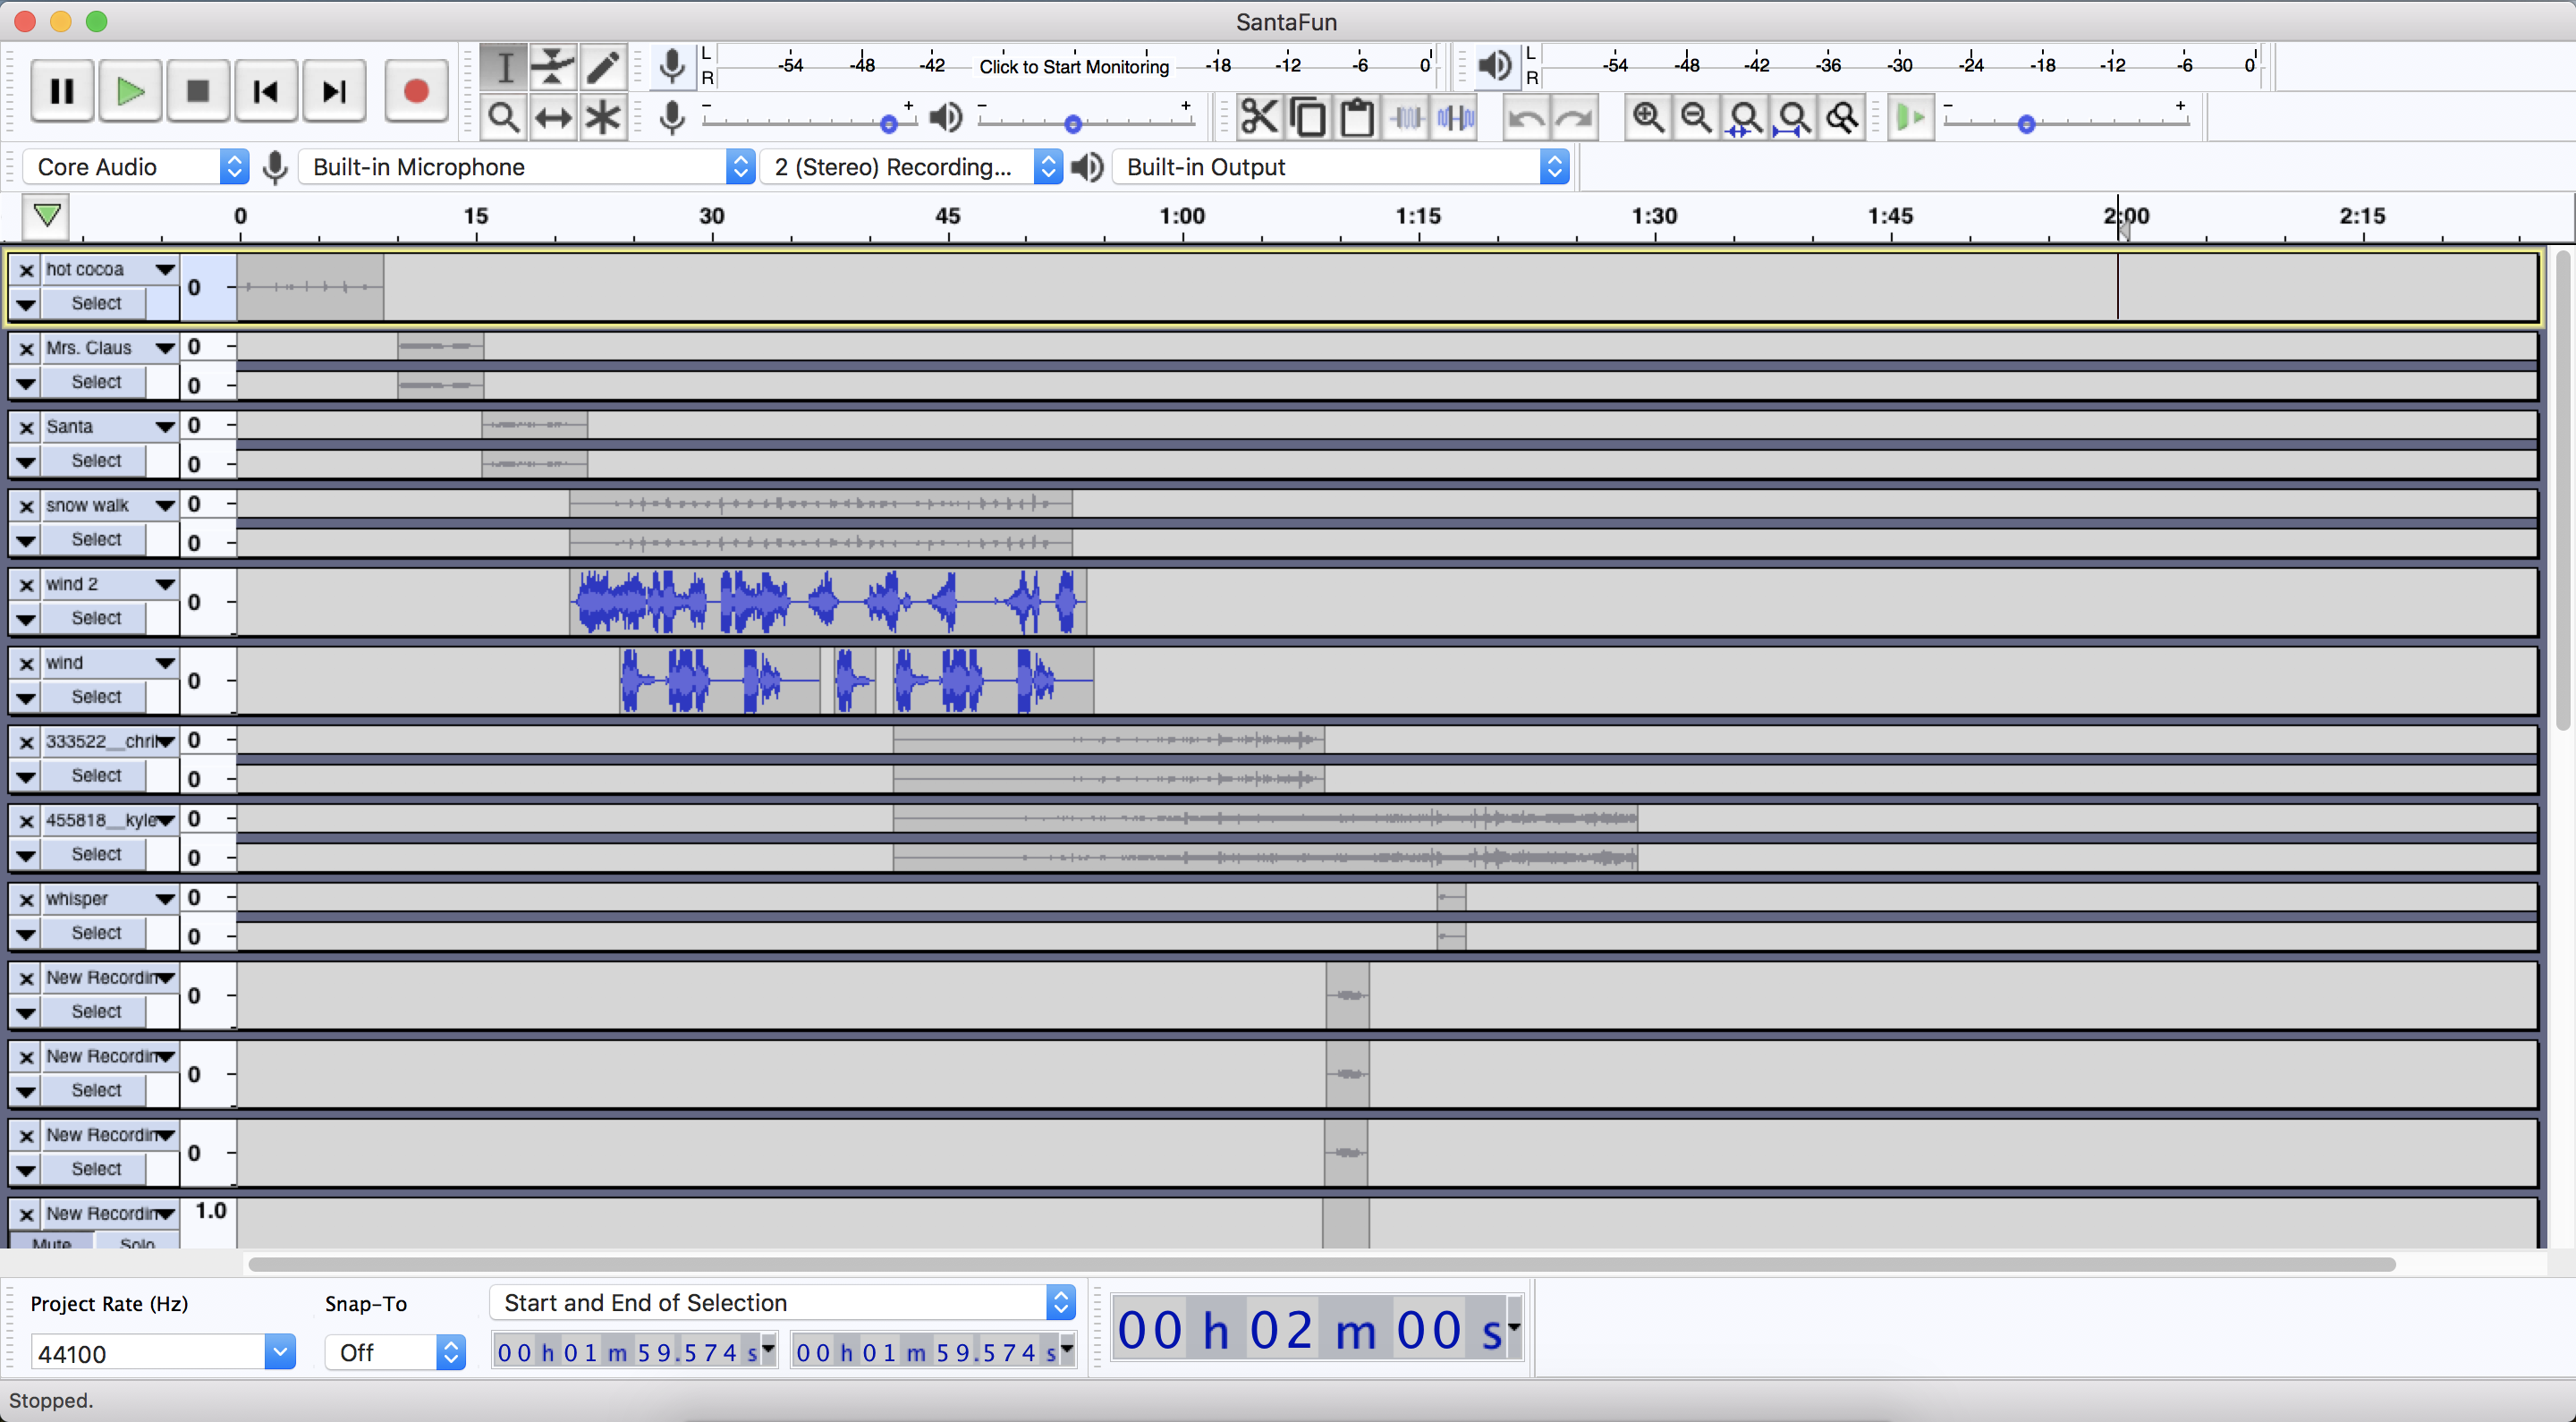 SantaFun
L -54 -48 -42 Click to Start Monitoring -18 -12 -6 0
R
L -54 -48 -42 -36 -30 -24 -18 -12 -6 0
R
- + - + - +
Core Audio Built-in Microphone 2 (Stereo) Recording... Built-in Output
0 15 30 45 1:00 1:15 1:30 1:45 2:00 2:15
hot cocoa
Select 0
Mrs. Claus 0
Select 0
Santa 0
Select 0
snow walk 0
Select 0
wind 2
Select 0
wind
Select 0
333522__chri 0
Select 0
455818__kyle 0
Select 0
whisper 0
Select 0
New Recordin
Select 0
New Recordin
Select 0
New Recordin
Select 0
New Recordin 1.0
Mute Solo
Project Rate (Hz) Snap-To Start and End of Selection
44100 Off 00 h 01 m 59.574 s 00 h 01 m 59.574 s 00 h 02 m 00 s
Stopped.